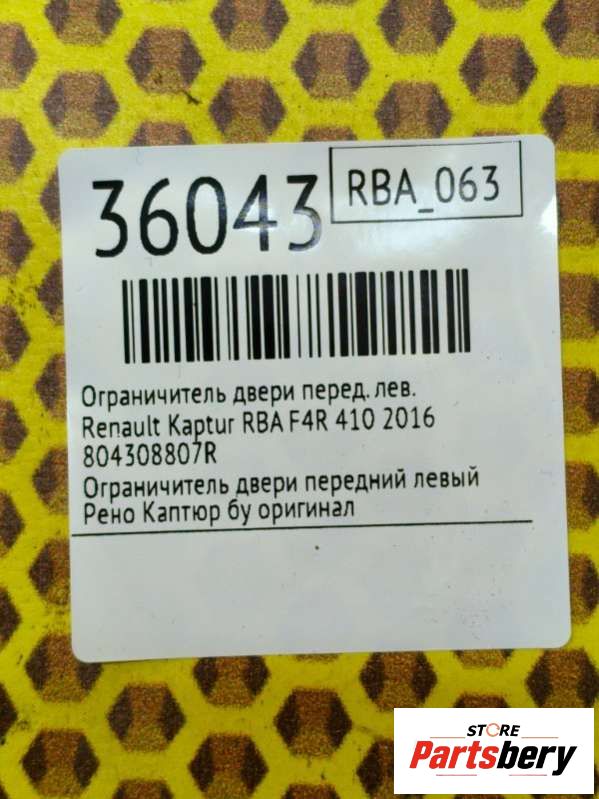 36043
RBA_063
Ограничитель двери перед. лев.
Renault Kaptur RBA F4R 410 2016
804308807R
Ограничитель двери передний левый
Рено Каптюр бу оригинал
STORE
Partsbery